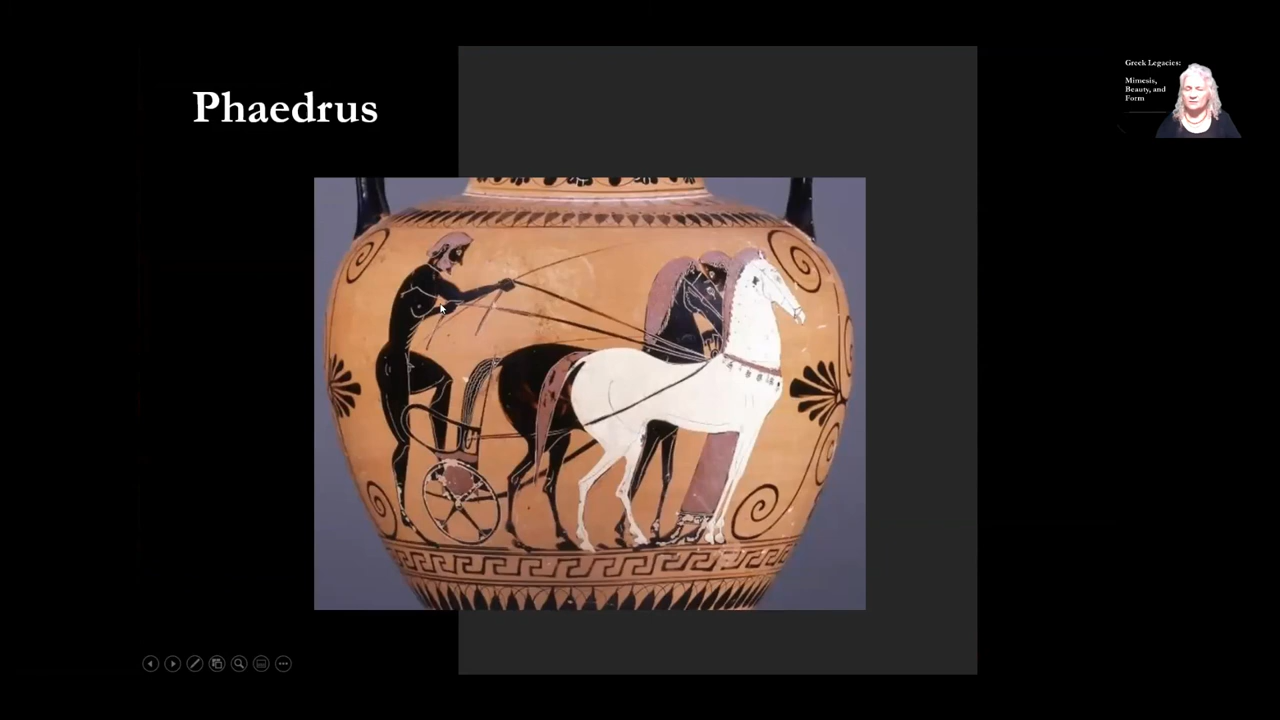 Phaedrus
Greek Legacies:
Mimesis,
Beauty, and
Form